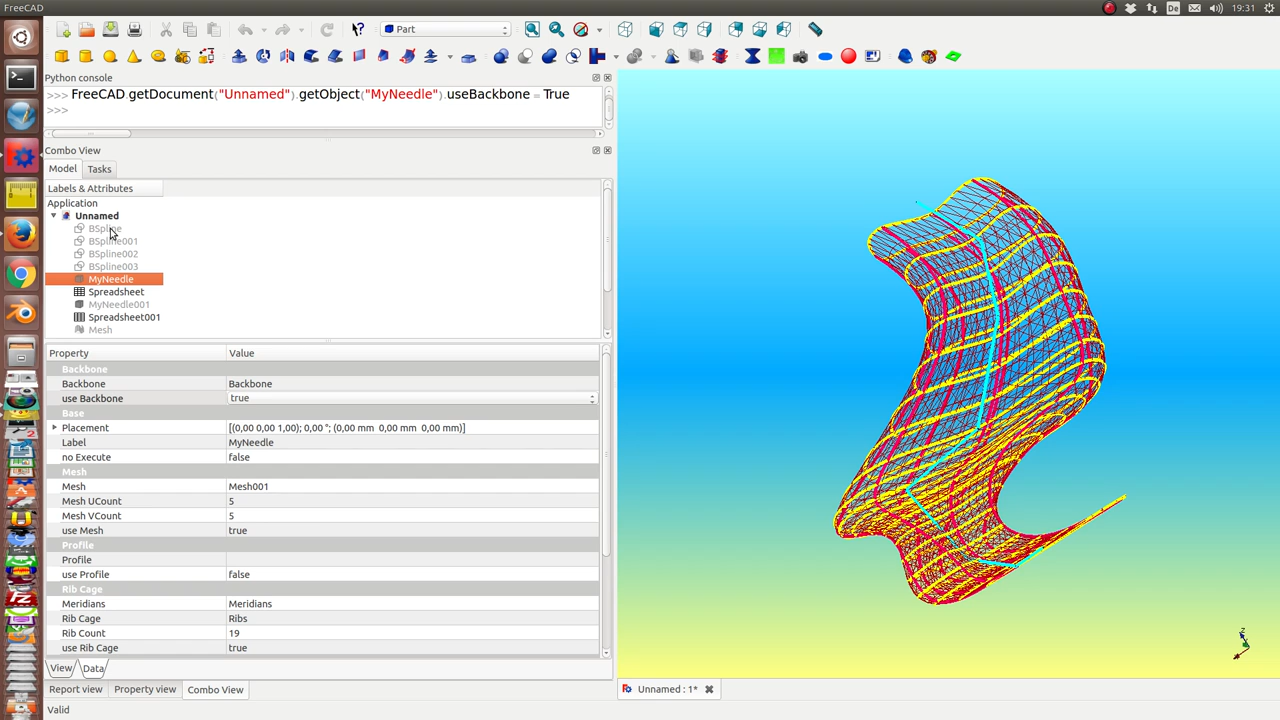 FreeCAD
De
19:31
Part
Python console
>>> FreeCAD.getDocument("Unnamed").getObject("MyNeedle").useBackbone = True
>>>
Combo View
Model
Tasks
Labels & Attributes
Application
Unnamed
BSpline
BSpline001
BSpline002
BSpline003
MyNeedle
Spreadsheet
MyNeedle001
Spreadsheet001
Mesh
Property Value
Backbone
Backbone Backbone
use Backbone true
Base
Placement [(0,00 0,00 1,00); 0,00 °; (0,00 mm 0,00 mm 0,00 mm)]
Label MyNeedle
no Execute false
Mesh
Mesh Mesh001
Mesh UCount 5
Mesh VCount 5
use Mesh true
Profile
Profile
use Profile false
Rib Cage
Meridians Meridians
Rib Cage Ribs
Rib Count 19
use Rib Cage true
View
Data
Report view
Property view
Combo View
Unnamed : 1*
Valid